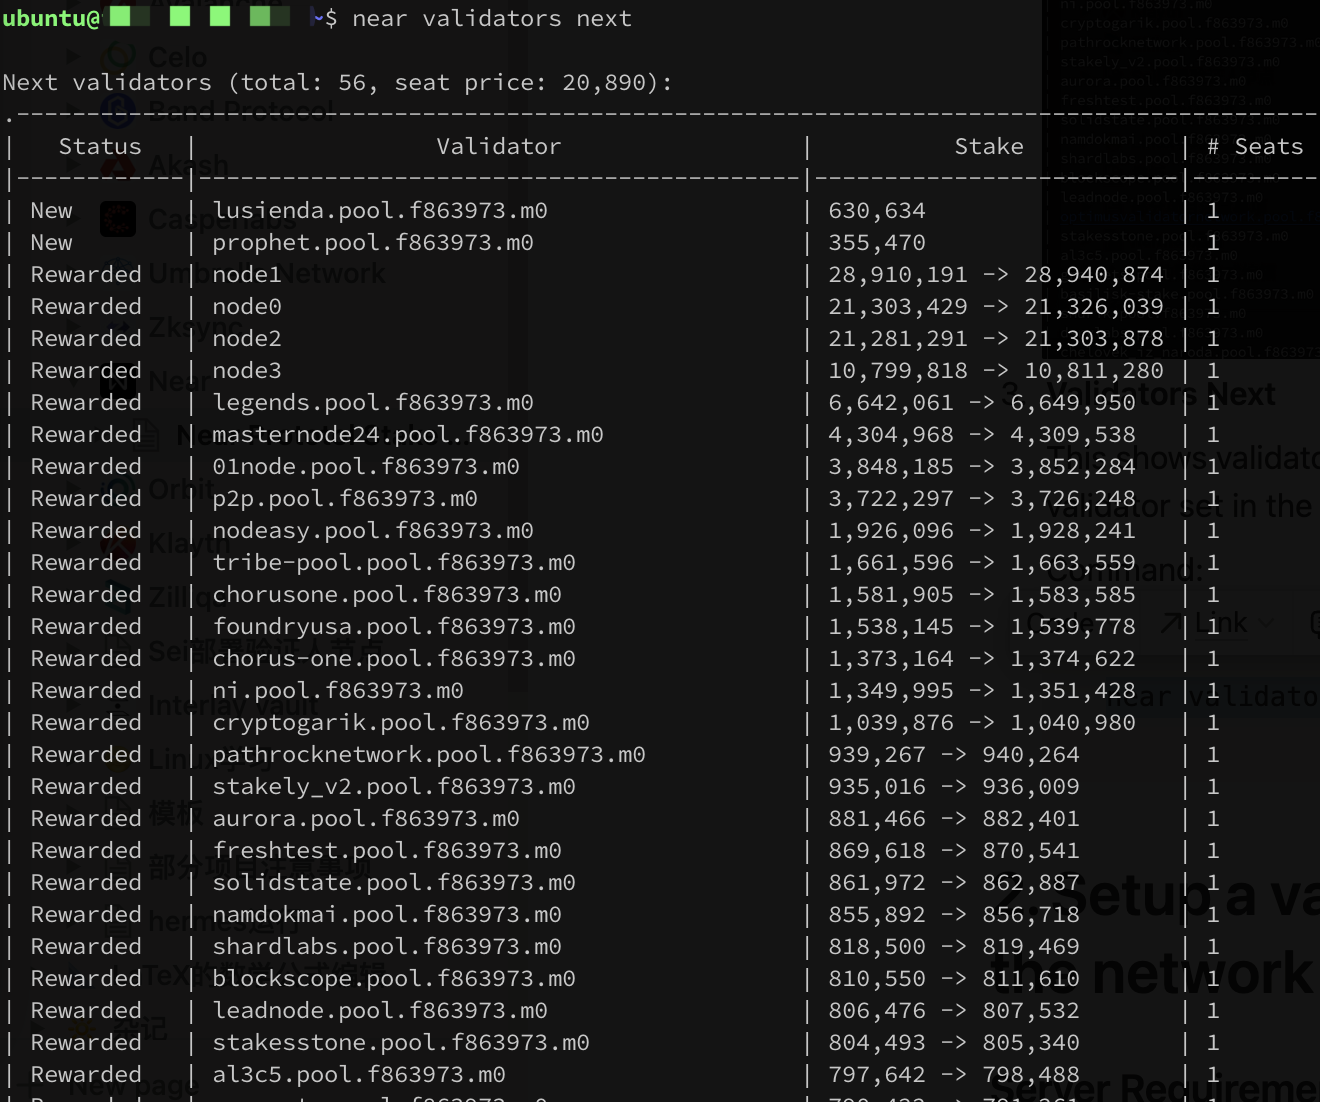 ubuntu@ ~$ near validators next
Next validators (total: 56, seat price: 20,890):
| Status | Validator | Stake | # Seats
| New | lusienda.pool.f863973.m0 | 630,634 | 1
| New | prophet.pool.f863973.m0 | 355,470 | 1
| Rewarded | node1 | 28,910,191 -> 28,940,874 | 1
| Rewarded | node0 | 21,303,429 -> 21,326,039 | 1
| Rewarded | node2 | 21,281,291 -> 21,303,878 | 1
| Rewarded | node3 | 10,799,818 -> 10,811,280 | 1
| Rewarded | legends.pool.f863973.m0 | 6,642,061 -> 6,649,950 | 1
| Rewarded | masternode24.pool.f863973.m0 | 4,304,968 -> 4,309,538 | 1
| Rewarded | 01node.pool.f863973.m0 | 3,848,185 -> 3,852,284 | 1
| Rewarded | p2p.pool.f863973.m0 | 3,722,297 -> 3,726,248 | 1
| Rewarded | nodeasy.pool.f863973.m0 | 1,926,096 -> 1,928,241 | 1
| Rewarded | tribe-pool.pool.f863973.m0 | 1,661,596 -> 1,663,559 | 1
| Rewarded | chorusone.pool.f863973.m0 | 1,581,905 -> 1,583,585 | 1
| Rewarded | foundryusa.pool.f863973.m0 | 1,538,145 -> 1,539,778 | 1
| Rewarded | chorus-one.pool.f863973.m0 | 1,373,164 -> 1,374,622 | 1
| Rewarded | ni.pool.f863973.m0 | 1,349,995 -> 1,351,428 | 1
| Rewarded | cryptogarik.pool.f863973.m0 | 1,039,876 -> 1,040,980 | 1
| Rewarded | pathrocknetwork.pool.f863973.m0 | 939,267 -> 940,264 | 1
| Rewarded | stakely_v2.pool.f863973.m0 | 935,016 -> 936,009 | 1
| Rewarded | aurora.pool.f863973.m0 | 881,466 -> 882,401 | 1
| Rewarded | freshtest.pool.f863973.m0 | 869,618 -> 870,541 | 1
| Rewarded | solidstate.pool.f863973.m0 | 861,972 -> 862,887 | 1
| Rewarded | namdokmai.pool.f863973.m0 | 855,892 -> 856,718 | 1
| Rewarded | shardlabs.pool.f863973.m0 | 818,500 -> 819,469 | 1
| Rewarded | blockscope.pool.f863973.m0 | 810,550 -> 811,610 | 1
| Rewarded | leadnode.pool.f863973.m0 | 806,476 -> 807,532 | 1
| Rewarded | stakesstone.pool.f863973.m0 | 804,493 -> 805,340 | 1
| Rewarded | al3c5.pool.f863973.m0 | 797,642 -> 798,488 | 1